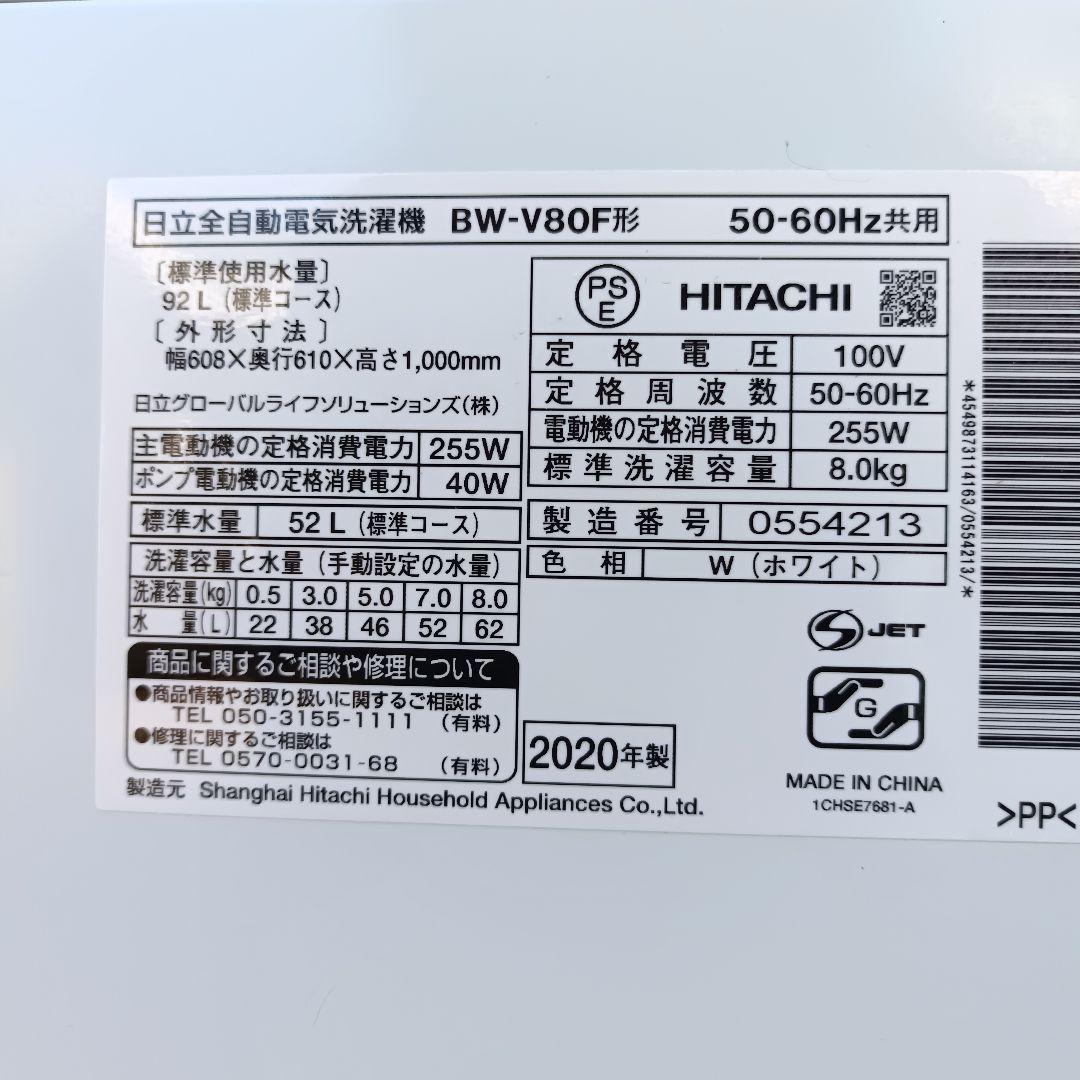 日立全自動電気洗濯機 BW-V80F形 50-60Hz共用
〔標準使用水量〕
92 L (標準コース)
〔外形寸法〕
幅608×奥行610×高さ1,000mm
日立グローバルライフソリューションズ(株)
主電動機の定格消費電力 255W
ポンプ電動機の定格消費電力 40W
標準水量 52 L (標準コース)
洗濯容量と水量 (手動設定の水量)
洗濯容量(kg) 0.5 3.0 5.0 7.0 8.0
水量(L) 22 38 46 52 62
商品に関するご相談や修理について
●商品情報やお取り扱いに関するご相談は
TEL 050-3155-1111 (有料)
●修理に関するご相談は
TEL 0570-0031-68 (有料)
製造元 Shanghai Hitachi Household Appliances Co.,Ltd.
PS E HITACHI
定格電圧 100V
定格周波数 50-60Hz
電動機の定格消費電力 255W
標準洗濯容量 8.0kg
製造番号 0554213
色相 W (ホワイト)
S JET
G
2020年製
MADE IN CHINA
1CHSE7681-A
>PP<
*4549873114163/0554213/*